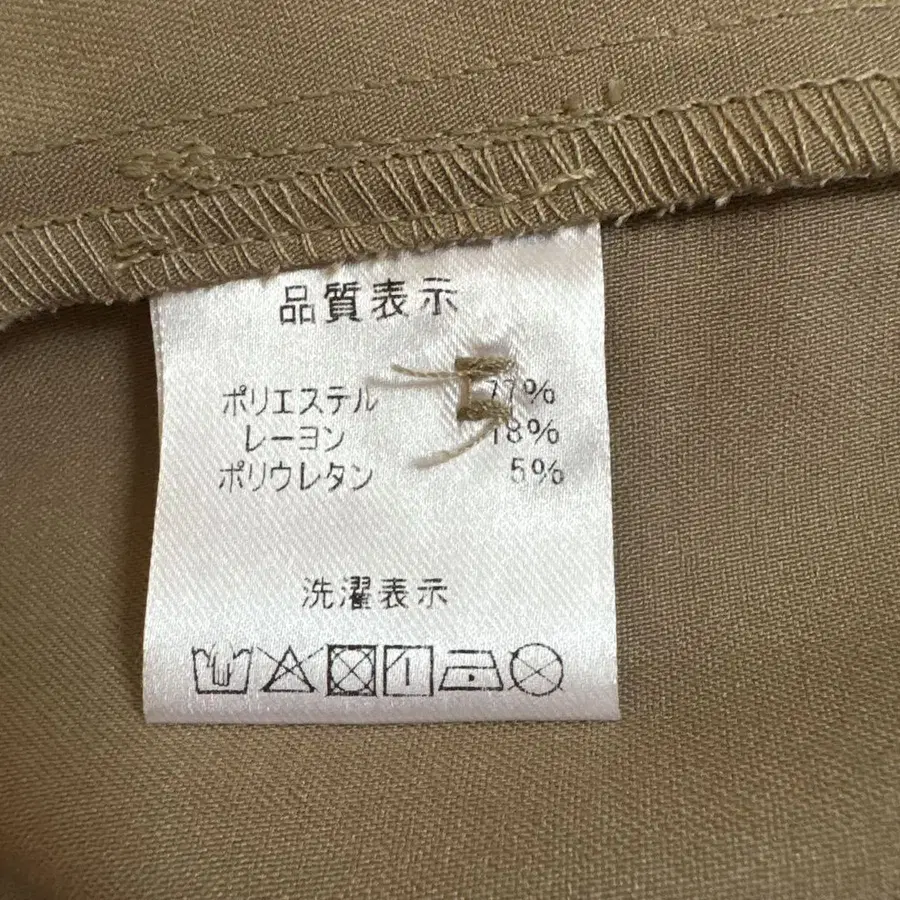 品質表示
ポリエステル 77%
レーヨン 18%
ポリウレタン 5%
洗濯表示